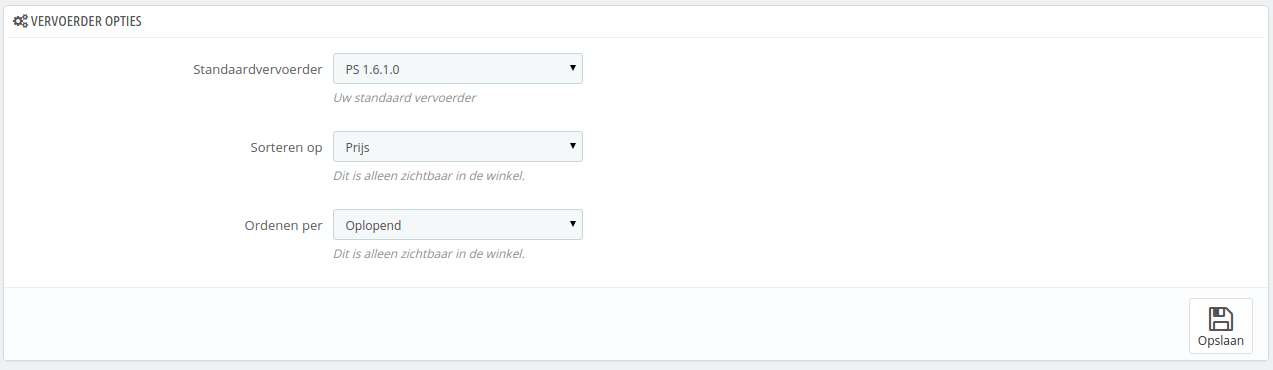 VERVOERDER OPTIES
Standaardvervoerder
PS 1.6.1.0
Uw standaard vervoerder
Sorteren op
Prijs
Dit is alleen zichtbaar in de winkel.
Ordenen per
Oplopend
Dit is alleen zichtbaar in de winkel.
Opslaan